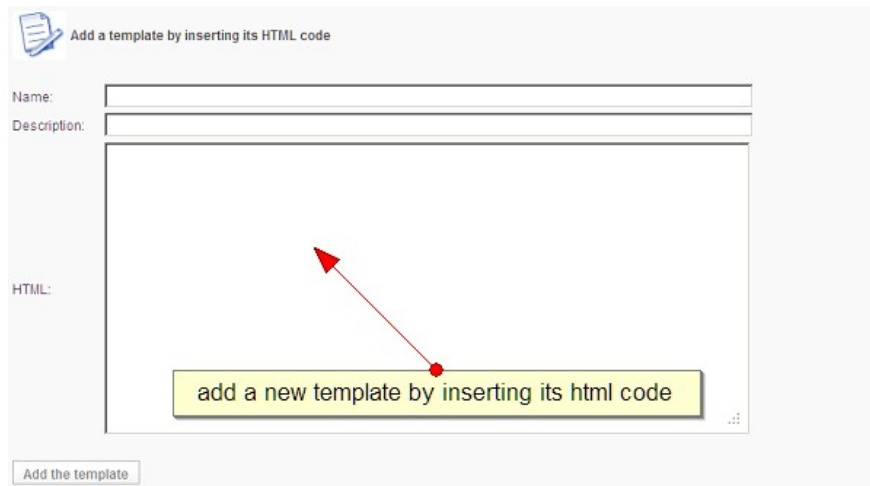 Add a template by inserting its HTML code
Name:
Description:
HTML:
add a new template by inserting its html code
Add the template